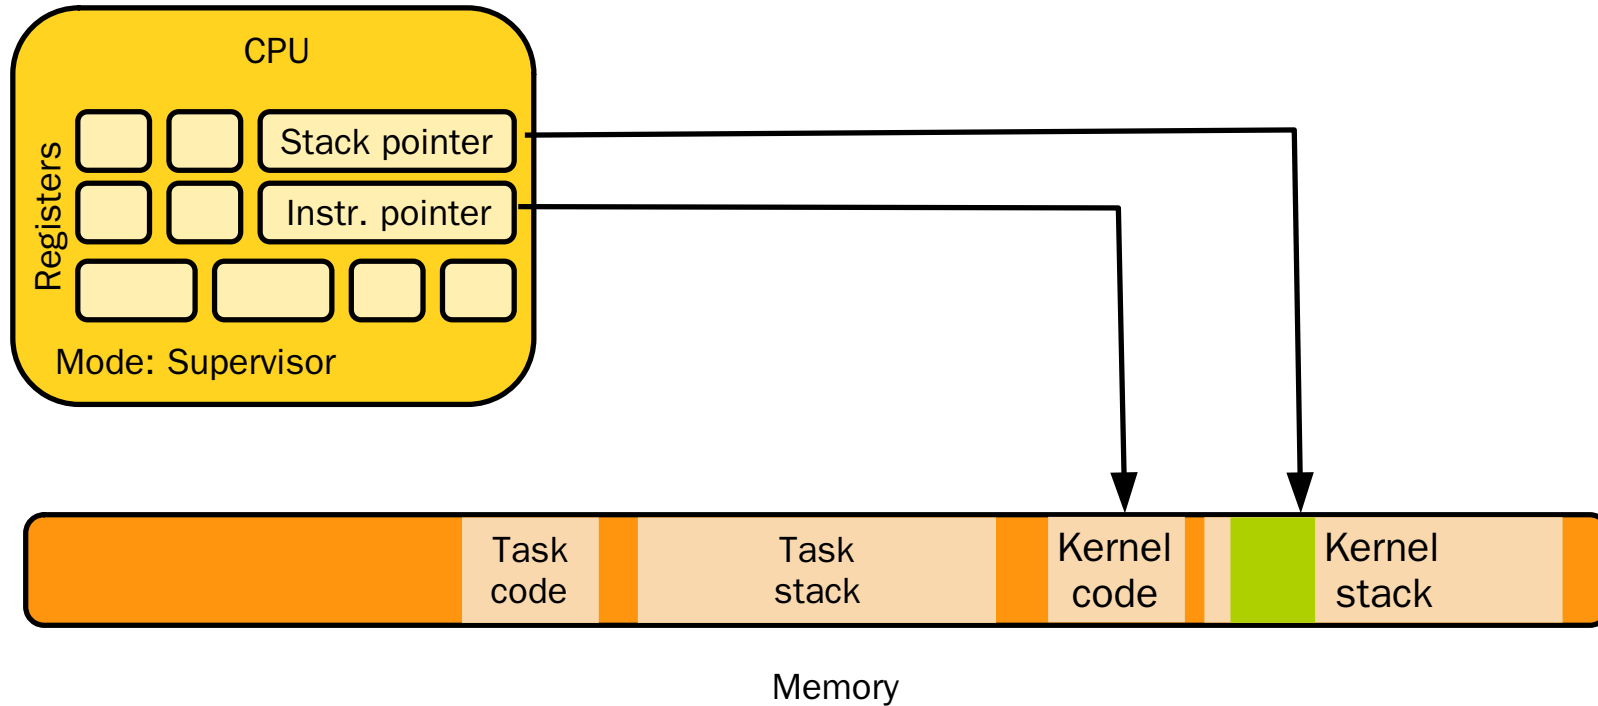 CPU
Registers
Stack pointer
Instr. pointer
Mode: Supervisor
Task
code
Task
stack
Kernel
code
Kernel
stack
Memory